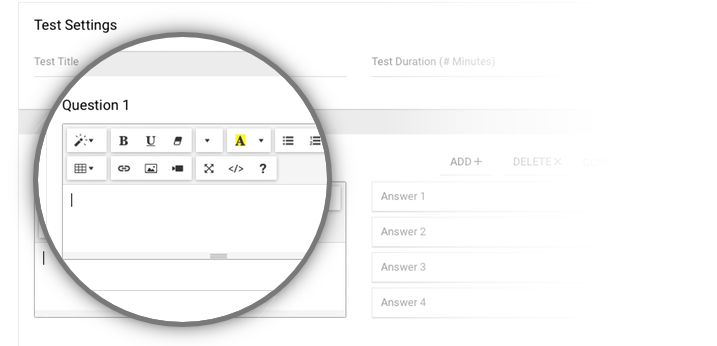 Test Settings
Test Title
Test Duration (# Minutes)
Question 1
B U A
</> ?
ADD + DELETE ×
Answer 1
Answer 2
Answer 3
Answer 4